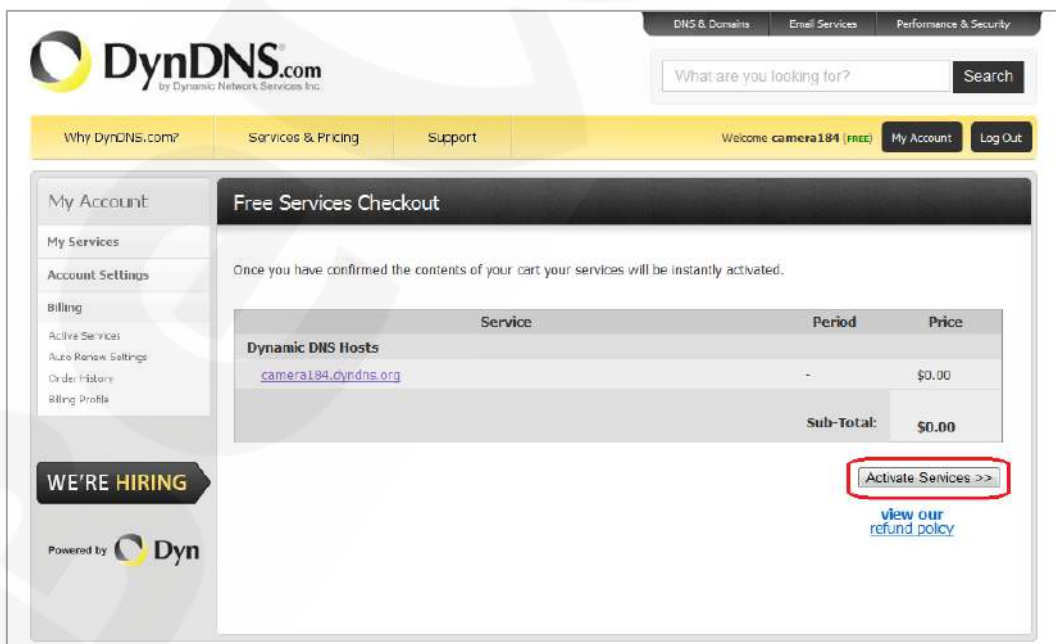 DNS & Domains Email Services Performance & Security
DynDNS.com
by Dynamic Network Services Inc.
What are you looking for? Search
Why DynDNS.com? Services & Pricing Support Welcome camera184 (FREE) My Account Log Out
My Account
Free Services Checkout
My Services
Account Settings
Billing
Active Services
Auto Renew Settings
Order History
Billing Profile
Once you have confirmed the contents of your cart your services will be instantly activated.
Service Period Price
Dynamic DNS Hosts
camera184.dyndns.org - $0.00
Sub-Total: $0.00
WE'RE HIRING
Activate Services >>
view our
refund policy
Powered by Dyn